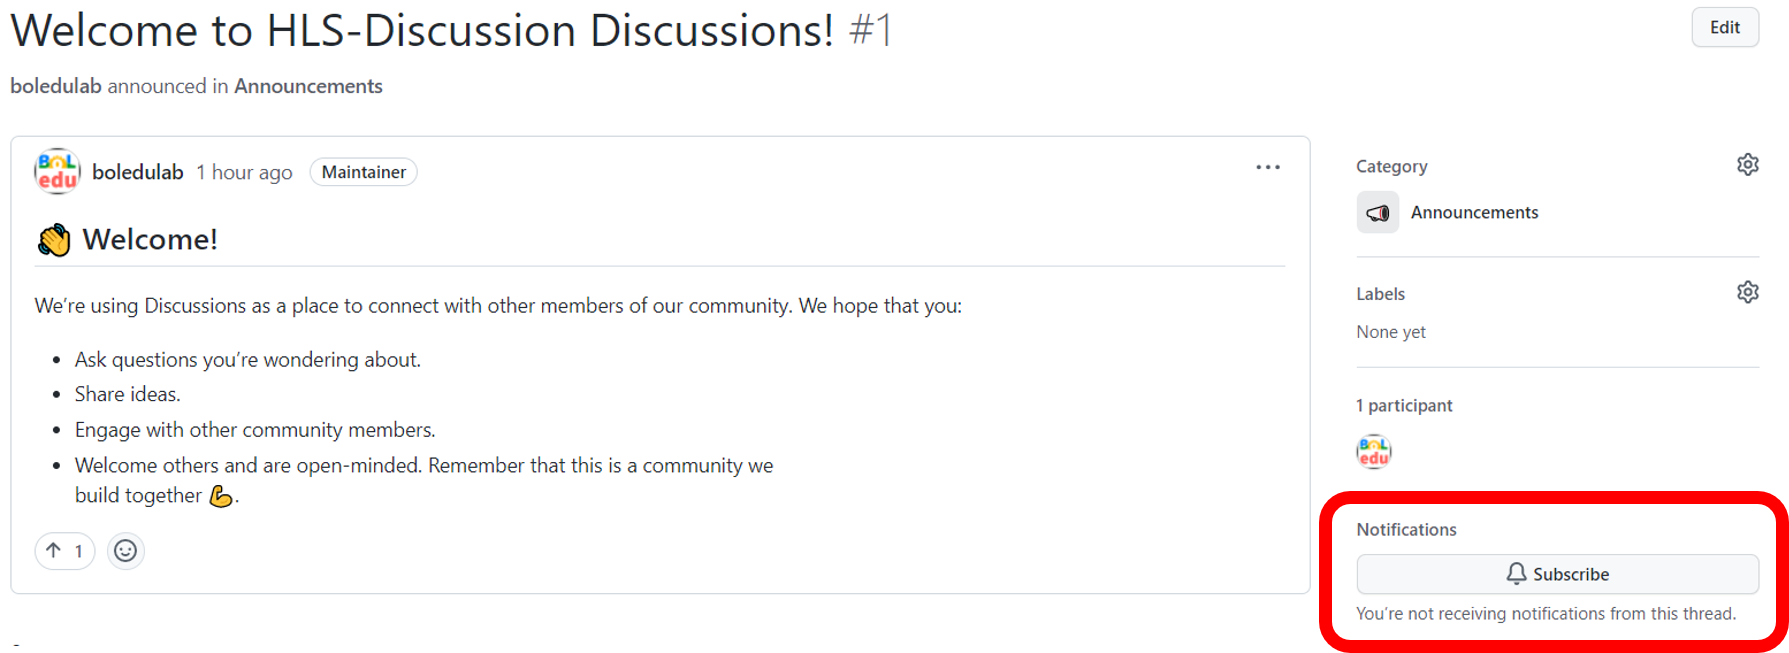 Welcome to HLS-Discussion Discussions! #1
Edit
boledulab announced in Announcements
BOL
edu
boledulab 1 hour ago Maintainer
👋 Welcome!
We're using Discussions as a place to connect with other members of our community. We hope that you:
• Ask questions you're wondering about.
• Share ideas.
• Engage with other community members.
• Welcome others and are open-minded. Remember that this is a community we
build together 💪.
↑ 1
Category
Announcements
Labels
None yet
1 participant
BOL
edu
Notifications
Subscribe
You're not receiving notifications from this thread.